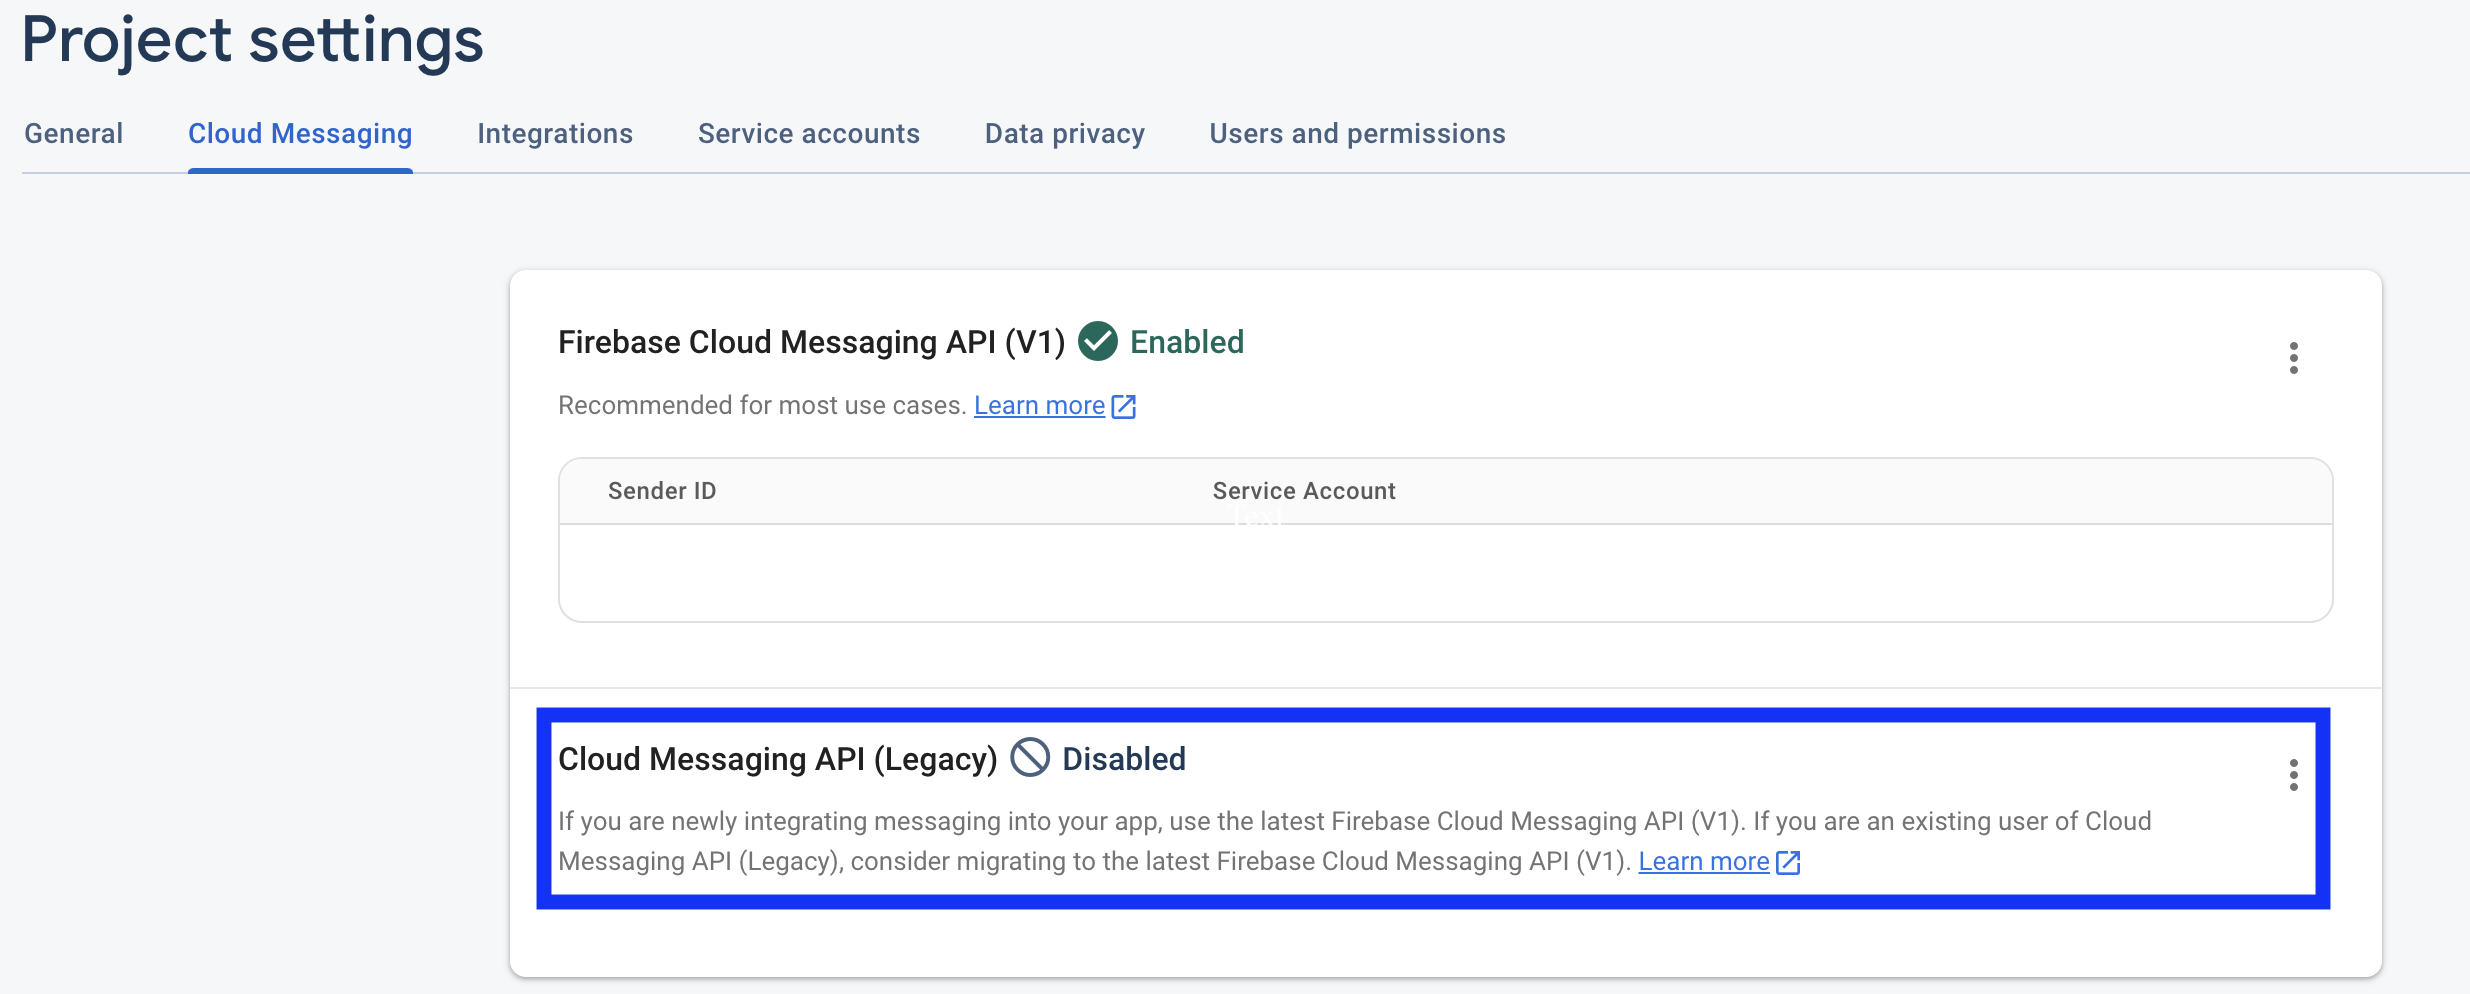 Project settings
General Cloud Messaging Integrations Service accounts Data privacy Users and permissions
Firebase Cloud Messaging API (V1) Enabled
Recommended for most use cases. Learn more
Sender ID Service Account
Text
Cloud Messaging API (Legacy) Disabled
If you are newly integrating messaging into your app, use the latest Firebase Cloud Messaging API (V1). If you are an existing user of Cloud
Messaging API (Legacy), consider migrating to the latest Firebase Cloud Messaging API (V1). Learn more